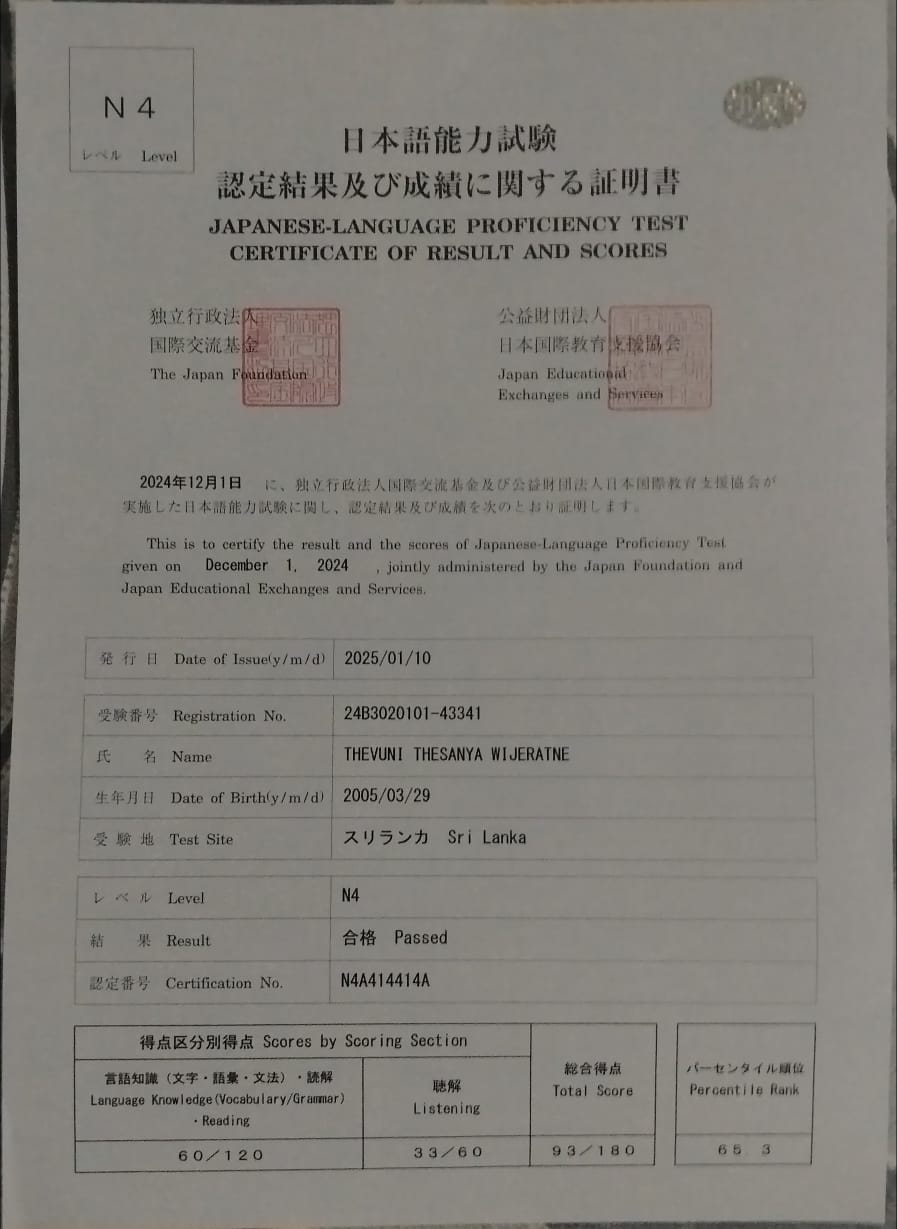 N4
レベル Level
日本語能力試験
認定結果及び成績に関する証明書
JAPANESE-LANGUAGE PROFICIENCY TEST
CERTIFICATE OF RESULT AND SCORES
独立行政法人
国際交流基金
The Japan Foundation
公益財団法人
日本国際教育支援協会
Japan Educational
Exchanges and Services
2024年12月1日 に、独立行政法人国際交流基金及び公益財団法人日本国際教育支援協会が
実施した日本語能力試験に関し、認定結果及び成績を次のとおり証明します。
This is to certify the result and the scores of Japanese-Language Proficiency Test
given on December 1, 2024 , jointly administered by the Japan Foundation and
Japan Educational Exchanges and Services.
発行日 Date of Issue(y/m/d) 2025/01/10
受験番号 Registration No. 24B3020101-43341
氏名 Name THEVUNI THESANYA WIJERATNE
生年月日 Date of Birth(y/m/d) 2005/03/29
受験地 Test Site スリランカ Sri Lanka
レベル Level N4
結果 Result 合格 Passed
認定番号 Certification No. N4A414414A
得点区分別得点 Scores by Scoring Section
言語知識（文字・語彙・文法）・読解
Language Knowledge(Vocabulary/Grammar)
・Reading
聴解
Listening
総合得点
Total Score
パーセンタイル順位
Percentile Rank
60/120
33/60
93/180
65 3